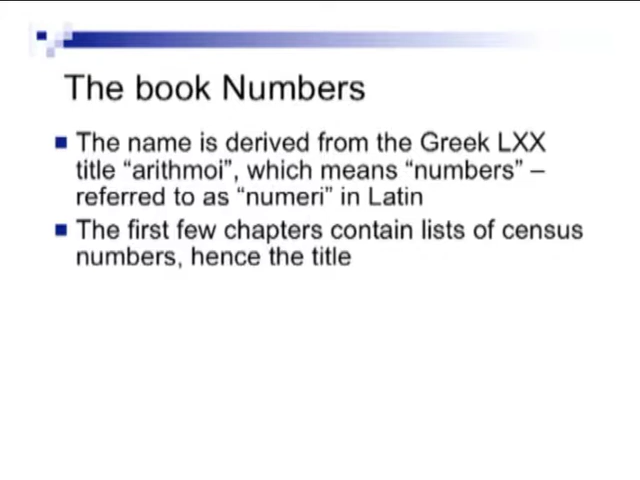 The book Numbers
The name is derived from the Greek LXX
title “arithmoi”, which means “numbers” –
referred to as “numeri” in Latin
The first few chapters contain lists of census
numbers, hence the title